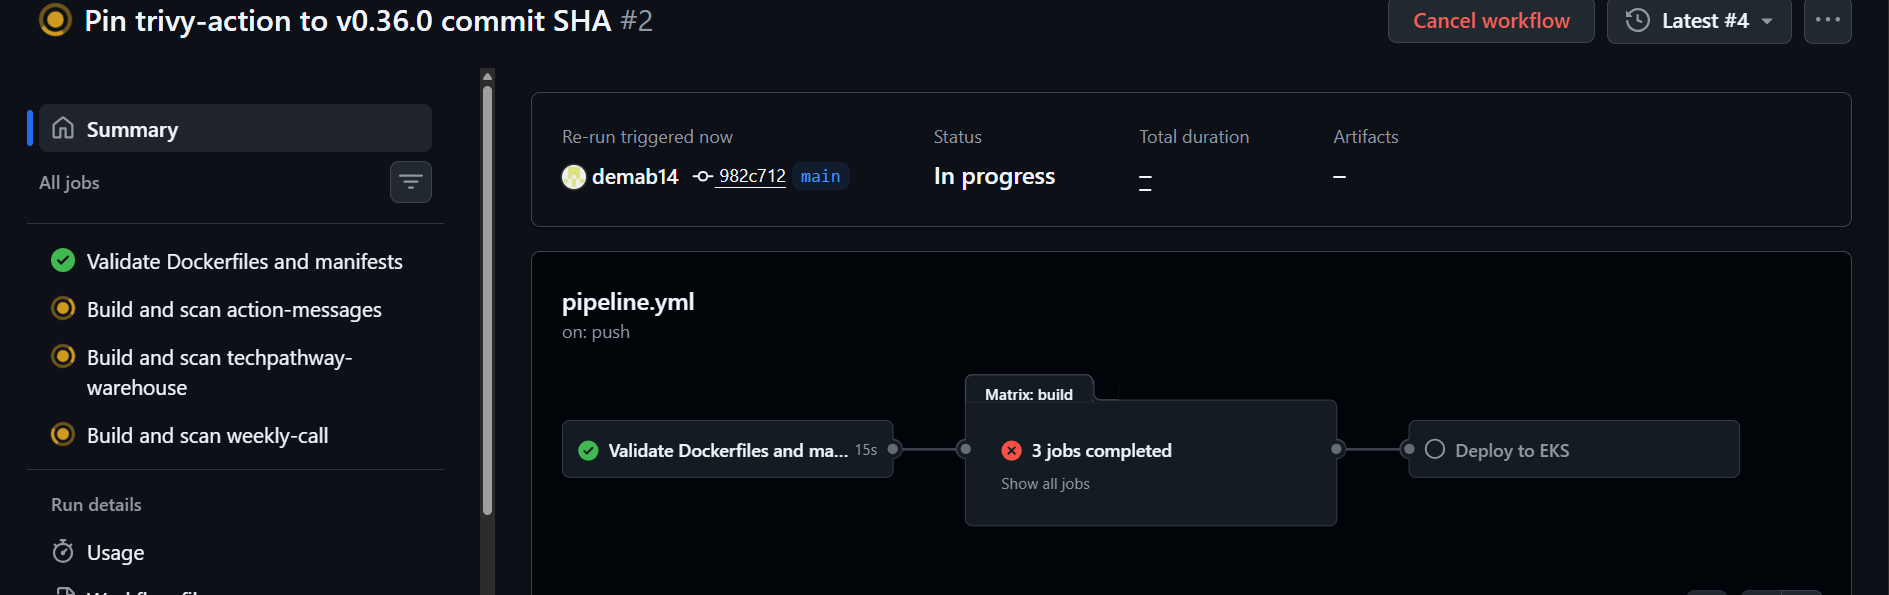 Pin trivy-action to v0.36.0 commit SHA #2
Cancel workflow
Latest #4
Summary
All jobs
Validate Dockerfiles and manifests
Build and scan action-messages
Build and scan techpathway-
warehouse
Build and scan weekly-call
Run details
Usage
Re-run triggered now
demab14 982c712 main
Status
In progress
Total duration
–
Artifacts
–
pipeline.yml
on: push
Validate Dockerfiles and ma... 15s
Matrix: build
3 jobs completed
Show all jobs
Deploy to EKS